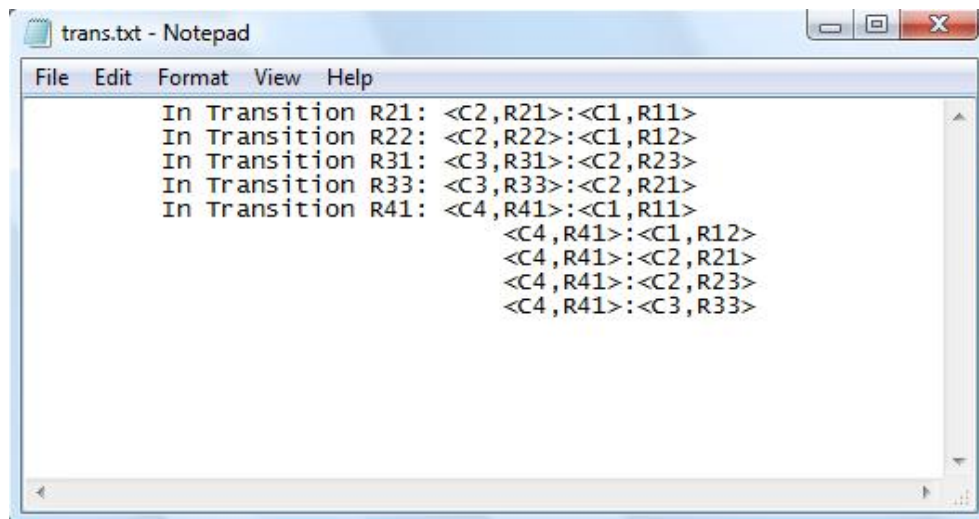 trans.txt - Notepad
File Edit Format View Help
In Transition R21: <C2,R21>:<C1,R11>
In Transition R22: <C2,R22>:<C1,R12>
In Transition R31: <C3,R31>:<C2,R23>
In Transition R33: <C3,R33>:<C2,R21>
In Transition R41: <C4,R41>:<C1,R11>
<C4,R41>:<C1,R12>
<C4,R41>:<C2,R21>
<C4,R41>:<C2,R23>
<C4,R41>:<C3,R33>